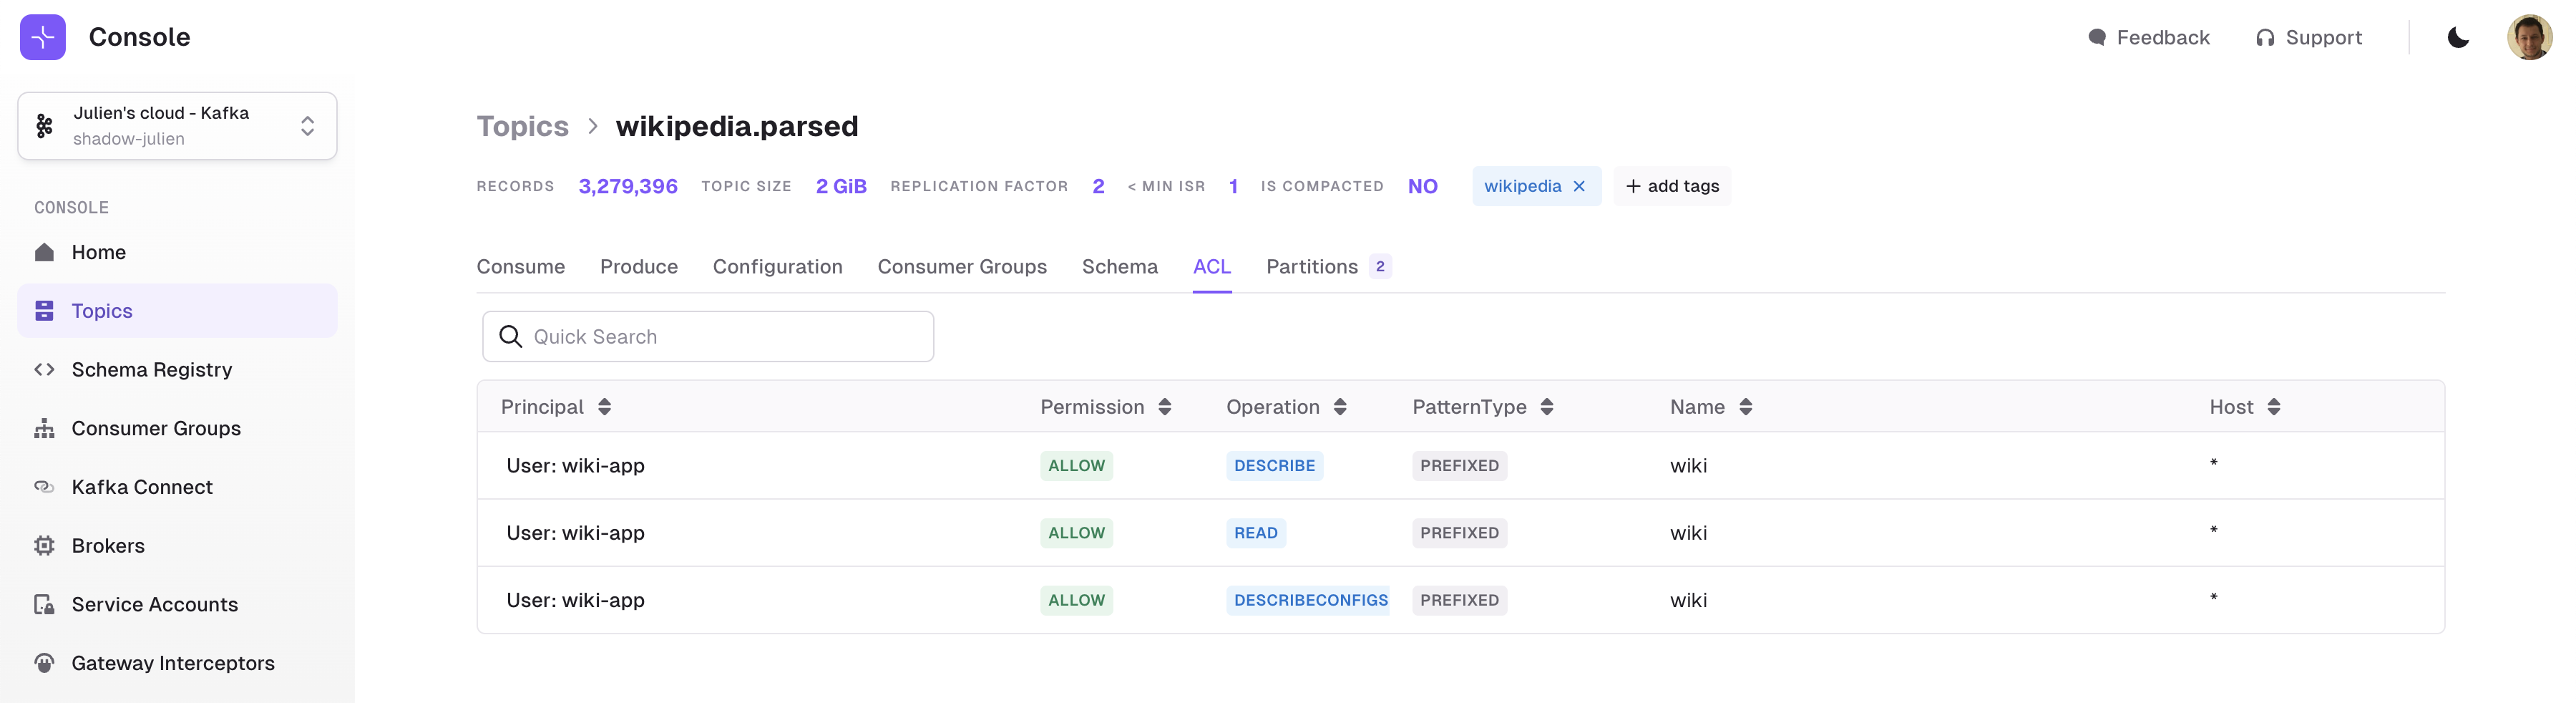 Console
Feedback
Support
Julien's cloud - Kafka
shadow-julien
CONSOLE
Home
Topics
Schema Registry
Consumer Groups
Kafka Connect
Brokers
Service Accounts
Gateway Interceptors
Topics > wikipedia.parsed
RECORDS 3,279,396 TOPIC SIZE 2 GiB REPLICATION FACTOR 2 < MIN ISR 1 IS COMPACTED NO wikipedia × + add tags
Consume Produce Configuration Consumer Groups Schema ACL Partitions 2
Quick Search
Principal Permission Operation PatternType Name Host
User: wiki-app ALLOW DESCRIBE PREFIXED wiki *
User: wiki-app ALLOW READ PREFIXED wiki *
User: wiki-app ALLOW DESCRIBECONFIGS PREFIXED wiki *